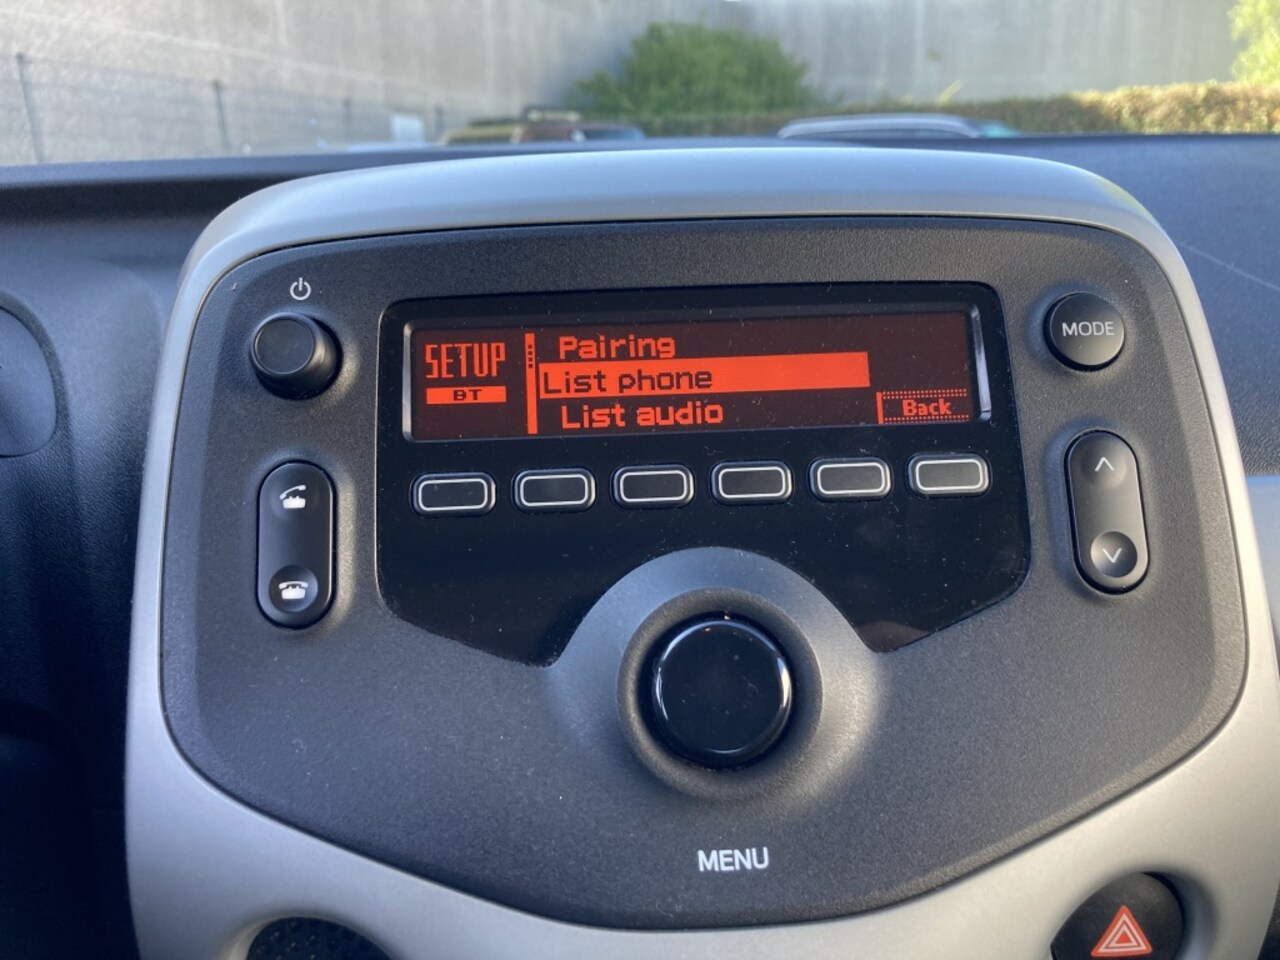 SETUP
BT
Pairing
List phone
List audio
Back
MODE
MENU